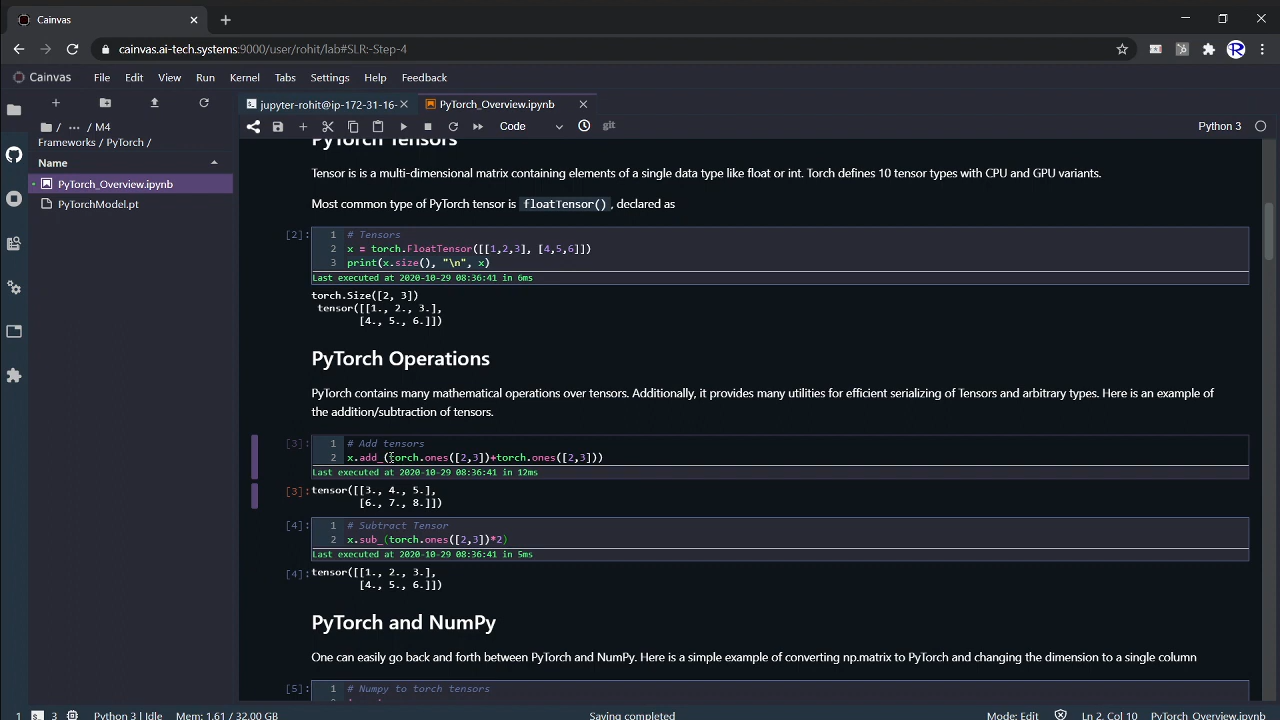 Cainvas
cainvas.ai-tech.systems:9000/user/rohit/lab#SLR:-Step-4
Cainvas File Edit View Run Kernel Tabs Settings Help Feedback
jupyter-rohit@ip-172-31-16-
PyTorch_Overview.ipynb
/ ... M4
Frameworks / PyTorch /
Name
PyTorch_Overview.ipynb
PyTorchModel.pt
Code
git
Python 3
PyTorch Tensors
Tensor is is a multi-dimensional matrix containing elements of a single data type like float or int. Torch defines 10 tensor types with CPU and GPU variants.
Most common type of PyTorch tensor is floatTensor(), declared as
[2]:
1 # Tensors
2 x = torch.FloatTensor([[1,2,3], [4,5,6]])
3 print(x.size(), "\n", x)
Last executed at 2020-10-29 08:36:41 in 6ms
torch.Size([2, 3])
tensor([[1., 2., 3.],
[4., 5., 6.]])
PyTorch Operations
PyTorch contains many mathematical operations over tensors. Additionally, it provides many utilities for efficient serializing of Tensors and arbitrary types. Here is an example of
the addition/subtraction of tensors.
[3]:
1 # Add tensors
2 x.add_(torch.ones([2,3])+torch.ones([2,3]))
Last executed at 2020-10-29 08:36:41 in 12ms
[3]: tensor([[3., 4., 5.],
[6., 7., 8.]])
[4]:
1 # Subtract Tensor
2 x.sub_(torch.ones([2,3])*2)
Last executed at 2020-10-29 08:36:41 in 5ms
[4]: tensor([[1., 2., 3.],
[4., 5., 6.]])
PyTorch and NumPy
One can easily go back and forth between PyTorch and NumPy. Here is a simple example of converting np.matrix to PyTorch and changing the dimension to a single column
[5]:
1 # Numpy to torch tensors
1 3 Python 3 | Idle Mem: 1.61 / 32.00 GB Saving completed Mode: Edit Ln 2, Col 10 PyTorch_Overview.ipynb